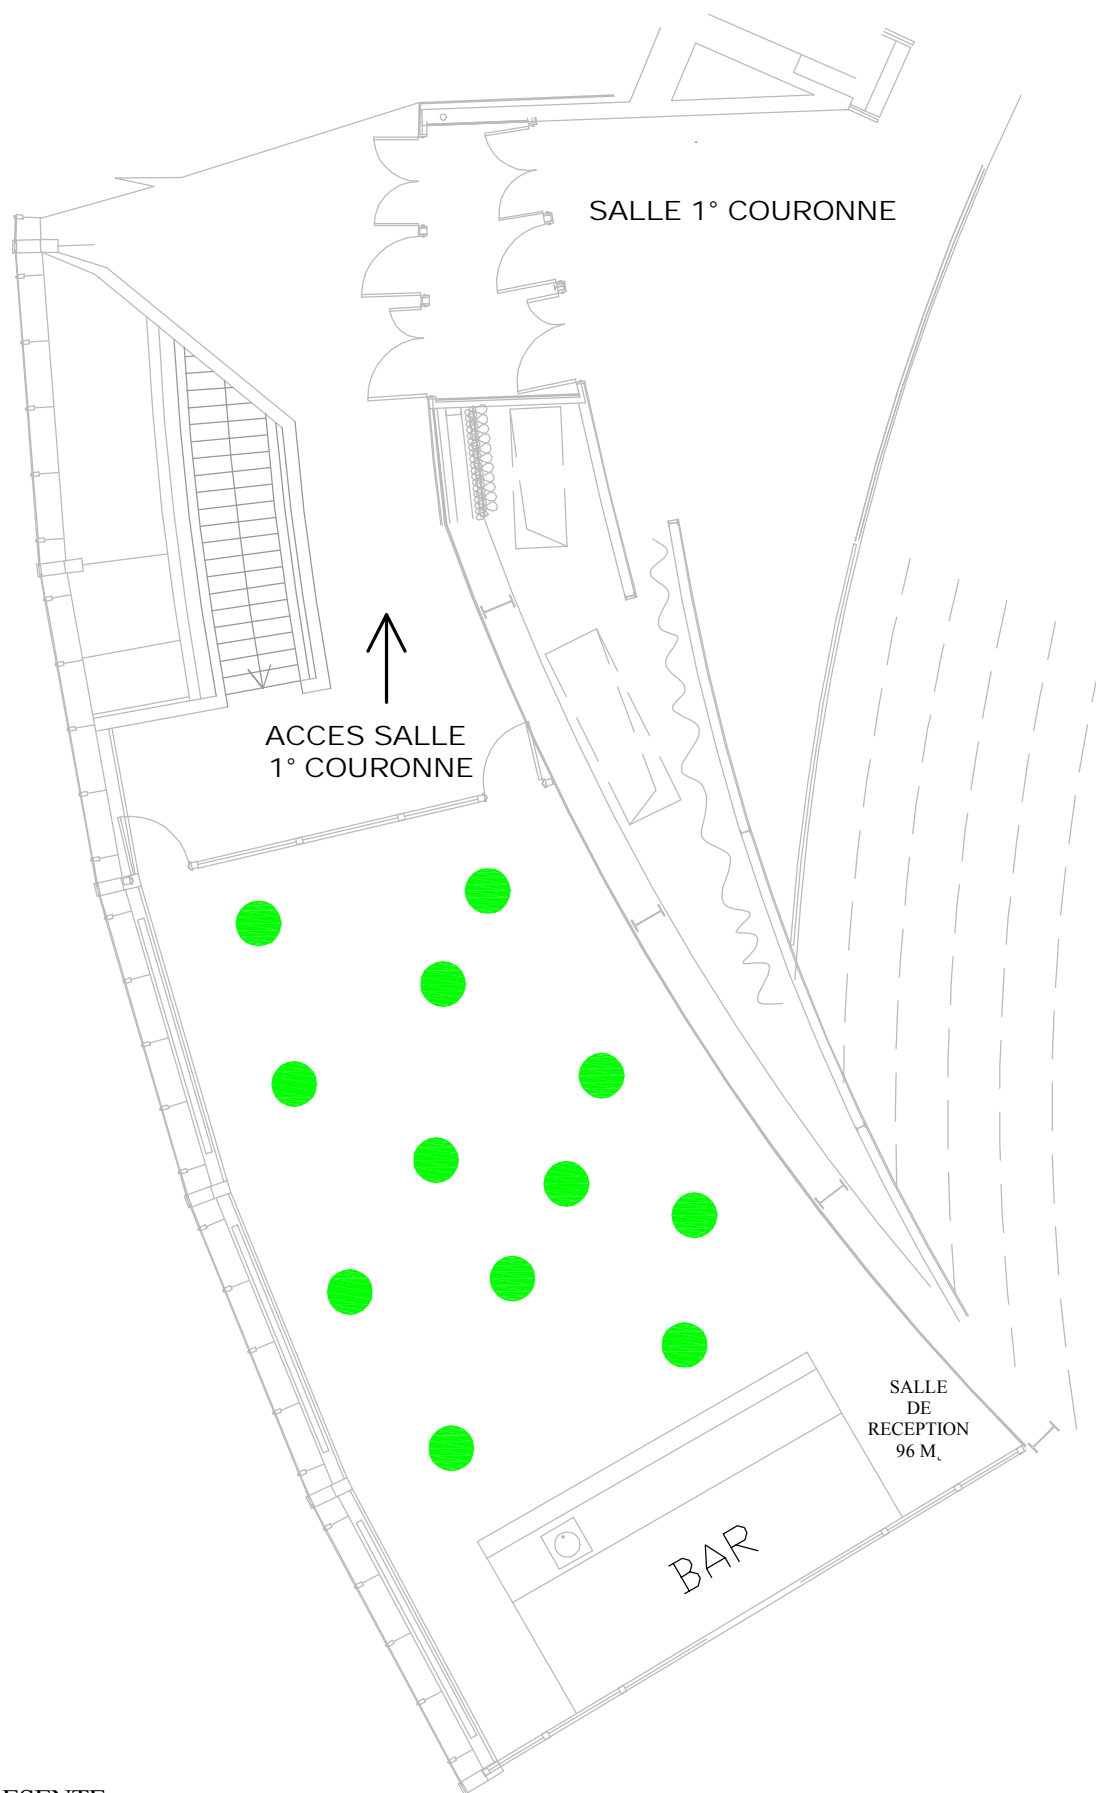 SALLE 1° COURONNE
ACCES SALLE
1° COURONNE
SALLE
DE
RECEPTION
96 M
BAR